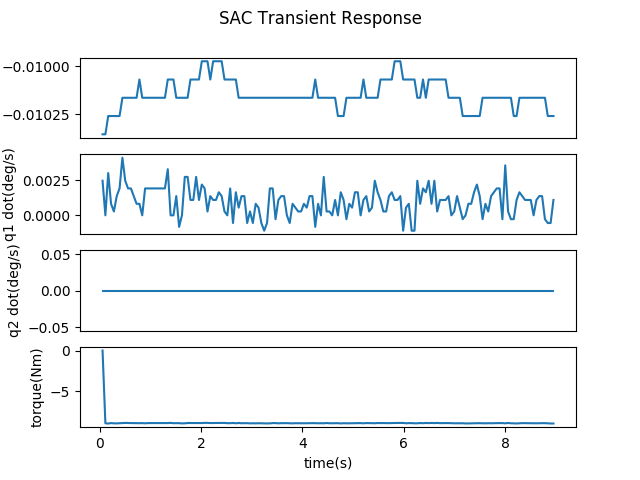 SAC Transient Response
−0.01000
−0.01025
q1 dot(deg/s)
0.0025
0.0000
q2 dot(deg/s)
0.05
0.00
−0.05
torque(Nm)
0
−5
0 2 4 6 8
time(s)